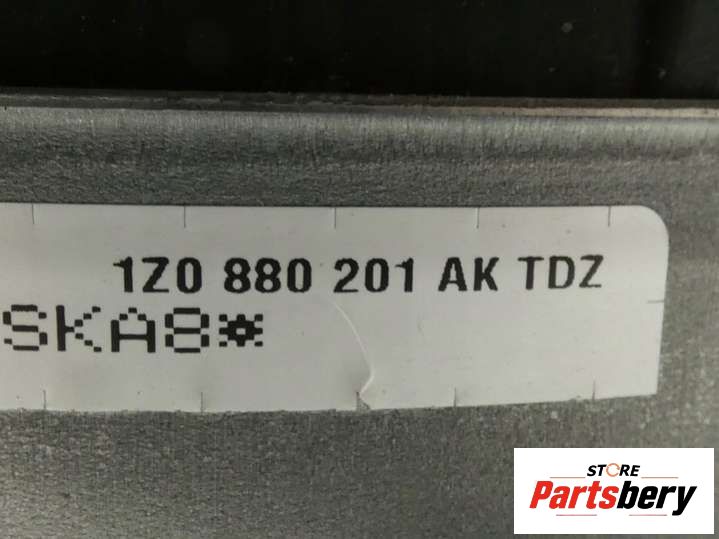 1Z0 880 201 AK TDZ
SKA8*
STORE
Partsbery